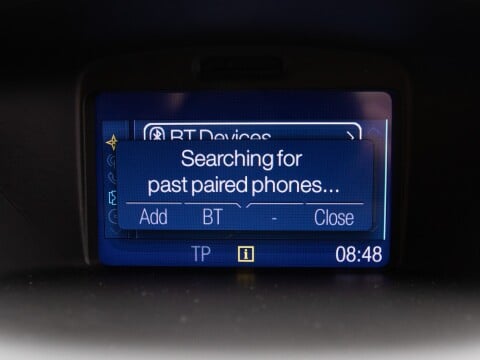 BT Devices
Searching for
past paired phones...
Add BT - Close
TP i 08:48